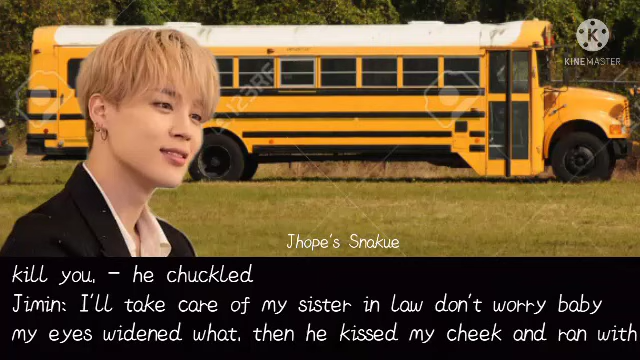 KINEMASTER
123RF
Jhope's Snakue
kill you. - he chuckled
Jimin: I'll take care of my sister in law don't worry baby
my eyes widened what. then he kissed my cheek and ran with